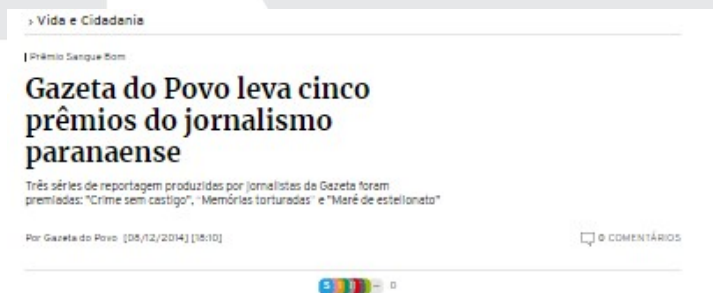 › Vida e Cidadania
Prêmio Sangue Bom
Gazeta do Povo leva cinco
prêmios do jornalismo
paranaense
Três séries de reportagem produzidas por jornalistas da Gazeta foram
premiadas: "Crime sem castigo", "Memórias torturadas" e "Maré de estelionato"
Por Gazeta do Povo [08/12/2014] [18:10]
0 COMENTÁRIOS
0